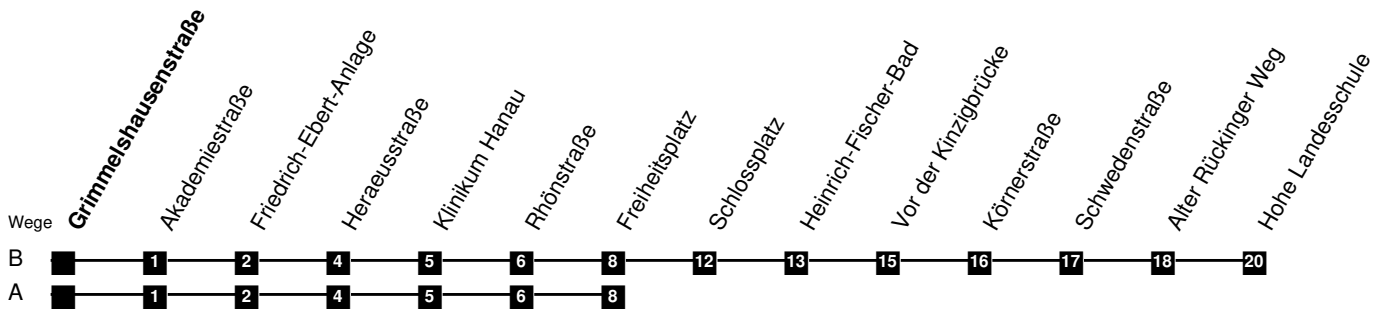 Grimmelshausenstraße
Akademiestraße
Friedrich-Ebert-Anlage
Heraeusstraße
Klinikum Hanau
Rhönstraße
Freiheitsplatz
Schlossplatz
Heinrich-Fischer-Bad
Vor der Kinzigbrücke
Körnerstraße
Schwedenstraße
Alter Rückinger Weg
Hohe Landesschule
Wege
B 1 2 4 5 6 8 12 13 15 16 17 18 20
A 1 2 4 5 6 8